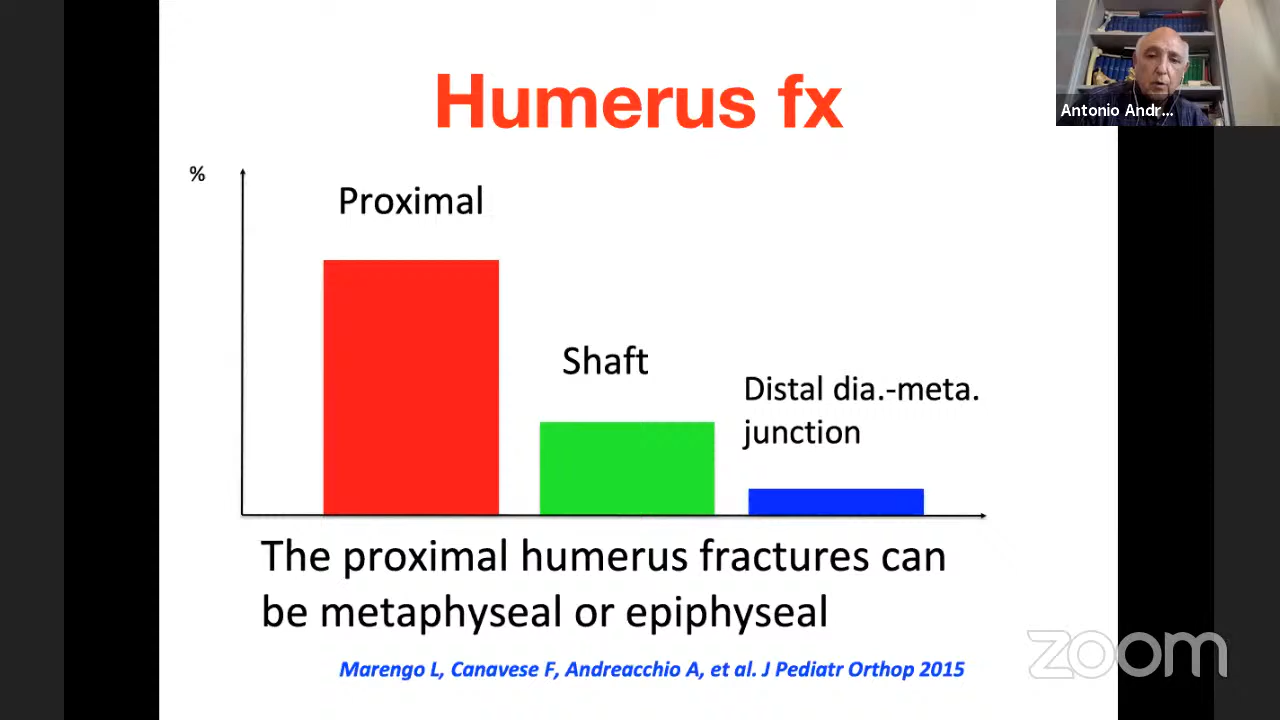 Humerus fx
Antonio Andr...
%
Proximal
Shaft
Distal dia.-meta.
junction
The proximal humerus fractures can
be metaphyseal or epiphyseal
Marengo L, Canavese F, Andreacchio A, et al. J Pediatr Orthop 2015
zoom